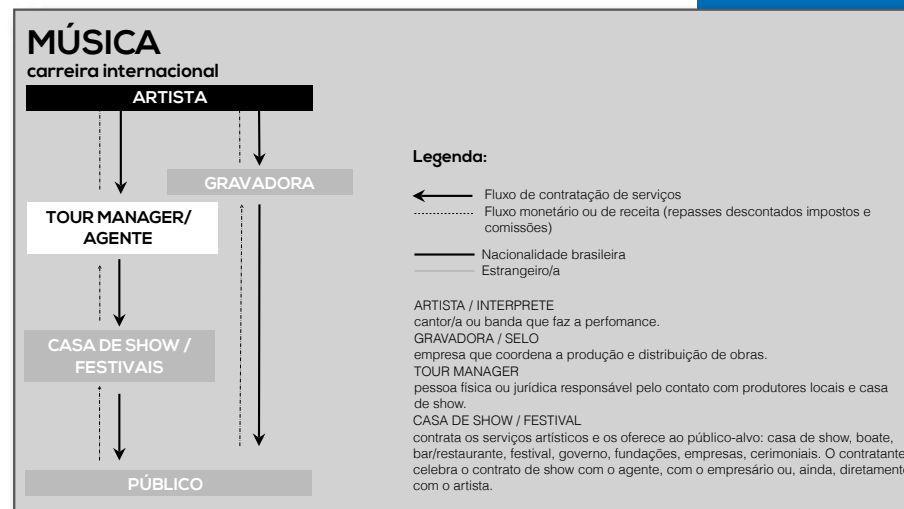 MÚSICA
carreira internacional
ARTISTA
GRAVADORA
TOUR MANAGER/
AGENTE
CASA DE SHOW /
FESTIVAIS
PÚBLICO
Legenda:
Fluxo de contratação de serviços
Fluxo monetário ou de receita (repasses descontados impostos e
comissões)
Nacionalidade brasileira
Estrangeiro/a
ARTISTA / INTERPRETE
cantor/a ou banda que faz a perfomance.
GRAVADORA / SELO
empresa que coordena a produção e distribuição de obras.
TOUR MANAGER
pessoa física ou jurídica responsável pelo contato com produtores locais e casa
de show.
CASA DE SHOW / FESTIVAL
contrata os serviços artísticos e os oferece ao público-alvo: casa de show, boate,
bar/restaurante, festival, governo, fundações, empresas, cerimoniais. O contratante
celebra o contrato de show com o agente, com o empresário ou, ainda, diretamente
com o artista.